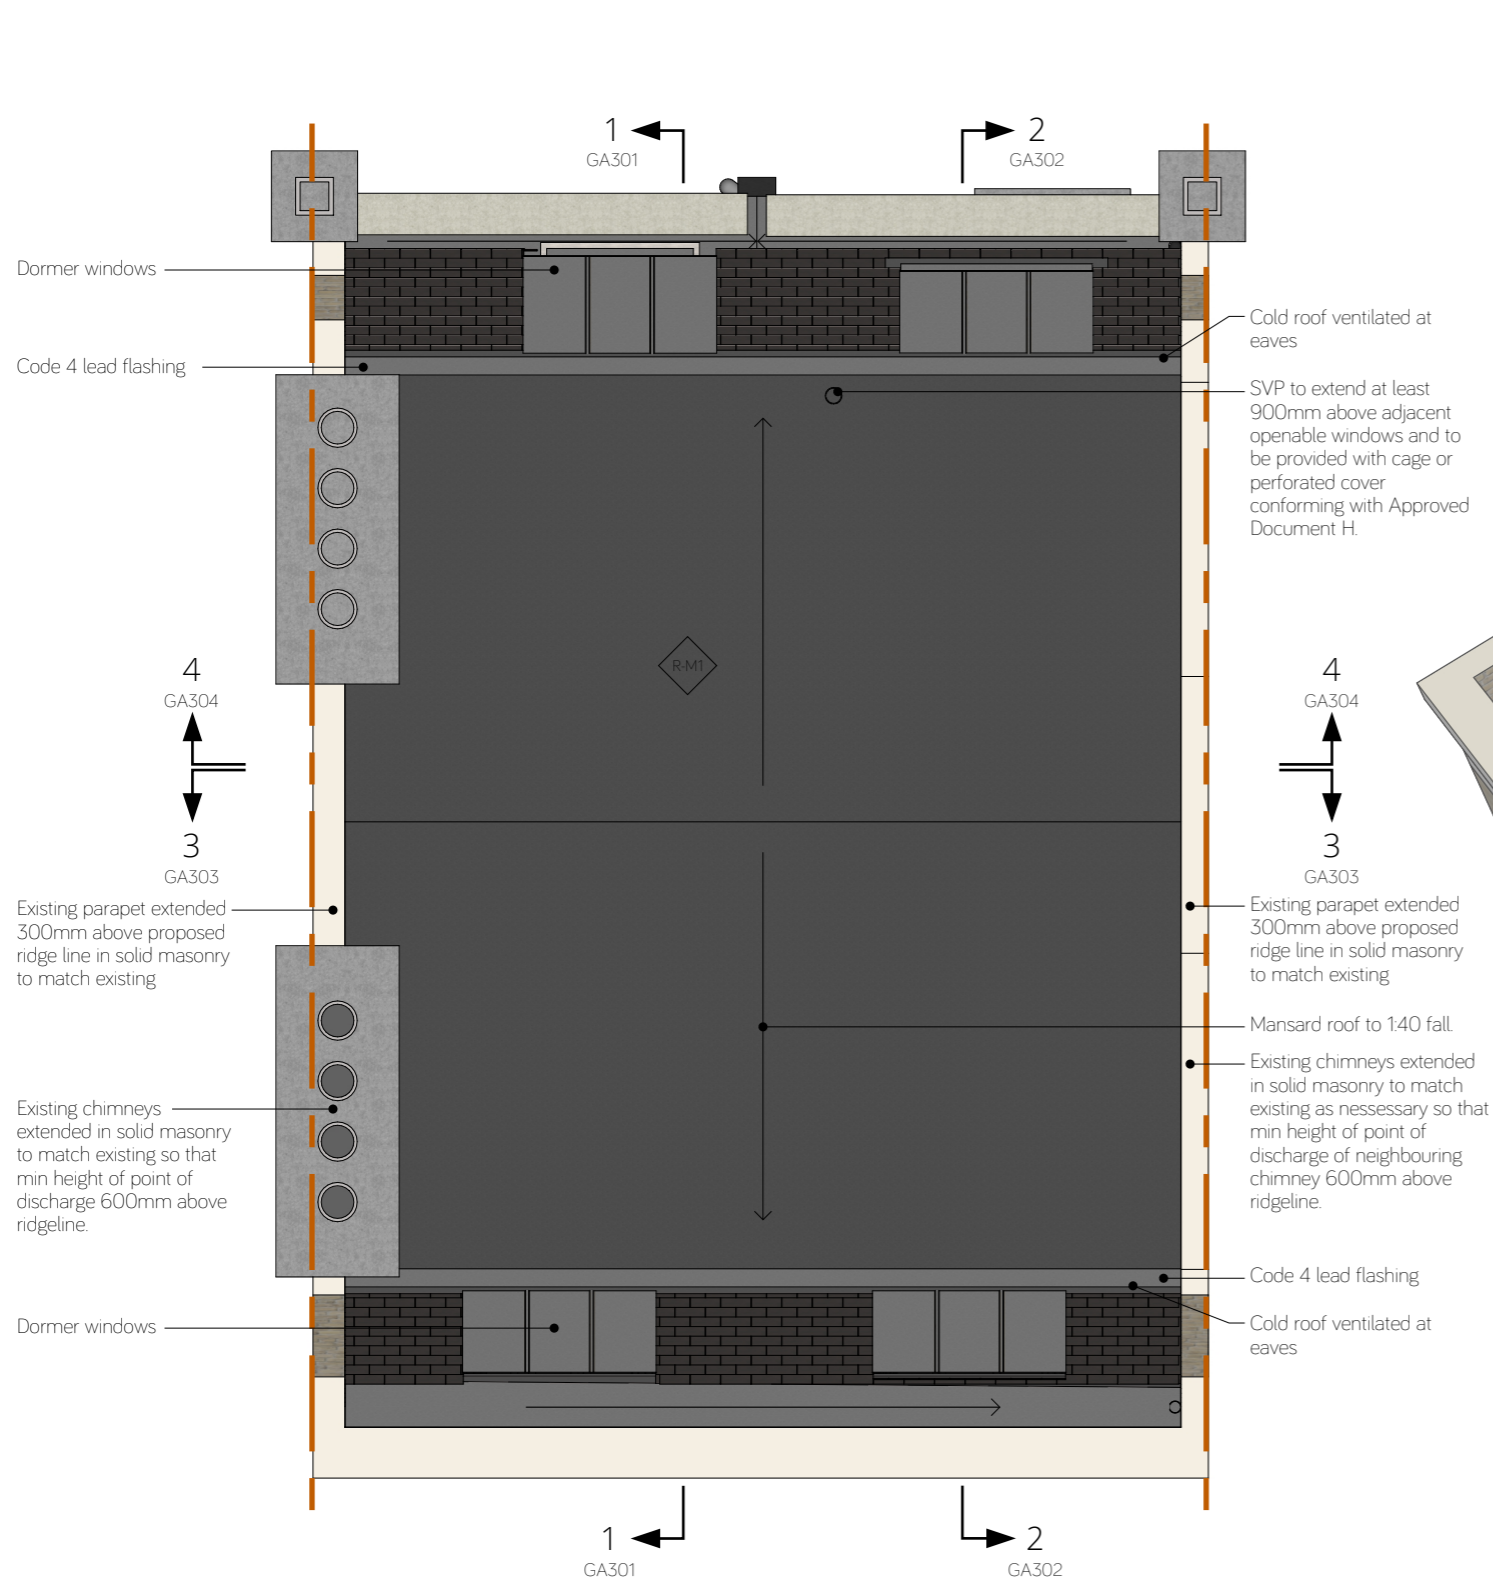 1
GA301
2
GA302
Dormer windows
Code 4 lead flashing
Cold roof ventilated at
eaves
SVP to extend at least
900mm above adjacent
openable windows and to
be provided with cage or
perforated cover
conforming with Approved
Document H.
R-M1
4
GA304
3
GA303
4
GA304
3
GA303
Existing parapet extended
300mm above proposed
ridge line in solid masonry
to match existing
Existing chimneys
extended in solid masonry
to match existing so that
min height of point of
discharge 600mm above
ridgeline.
Dormer windows
Existing parapet extended
300mm above proposed
ridge line in solid masonry
to match existing
Mansard roof to 1:40 fall.
Existing chimneys extended
in solid masonry to match
existing as nessessary so that
min height of point of
discharge of neighbouring
chimney 600mm above
ridgeline.
Code 4 lead flashing
Cold roof ventilated at
eaves
1
GA301
2
GA302